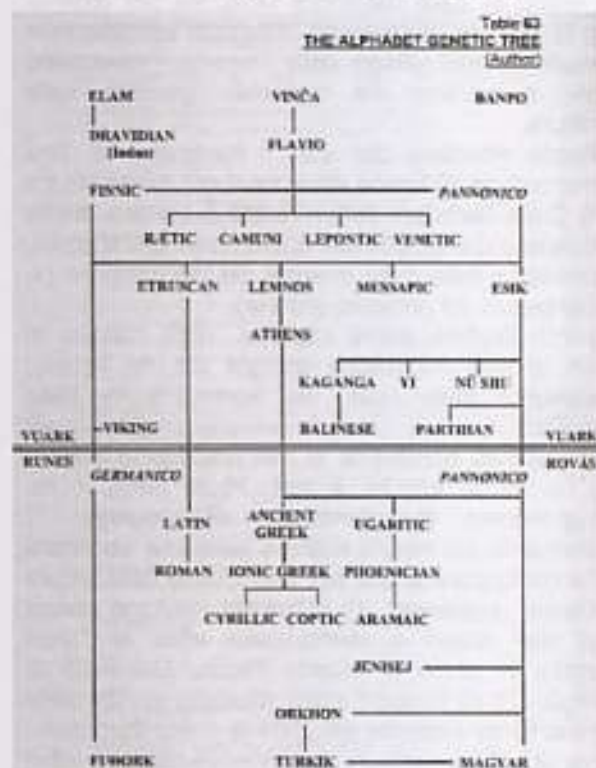 Table 63
THE ALPHABET GENETIC TREE
(Author)
ELAM VINČA BANPO
DRAVIDIAN
(Indus)
FLAVIO
FINNIC PANNONICO
RÆTIC CAMUNI LEPONTIC VENETIC
ETRUSCAN LEMNOS MESSAPIC ESIK
ATHENS
KAGANGA YI NÜ SHU
VIKING BALINESE PARTHIAN
VUARK VUARK
RUNES ROVÁS
GERMANICO PANNONICO
LATIN ANCIENT
GREEK UGARITIC
ROMAN IONIC GREEK PHOENICIAN
CYRILLIC COPTIC ARAMAIC
JENISEJ
ORKHON
FUTHORK TURKIK MAGYAR